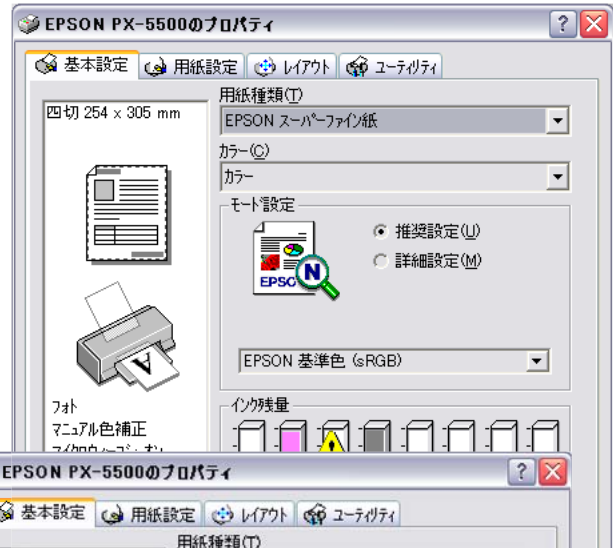 EPSON PX-5500のプロパティ
基本設定
用紙設定
レイアウト
ユーティリティ
四切 254 x 305 mm
用紙種類(T)
EPSON スーパーファイン紙
カラー(C)
カラー
モード設定
推奨設定(U)
詳細設定(M)
EPSO
N
EPSON 基準色 (sRGB)
A
インク残量
フォト
マニュアル色補正
EPSON PX-5500のプロパティ
基本設定
用紙設定
レイアウト
ユーティリティ
用紙種類(T)